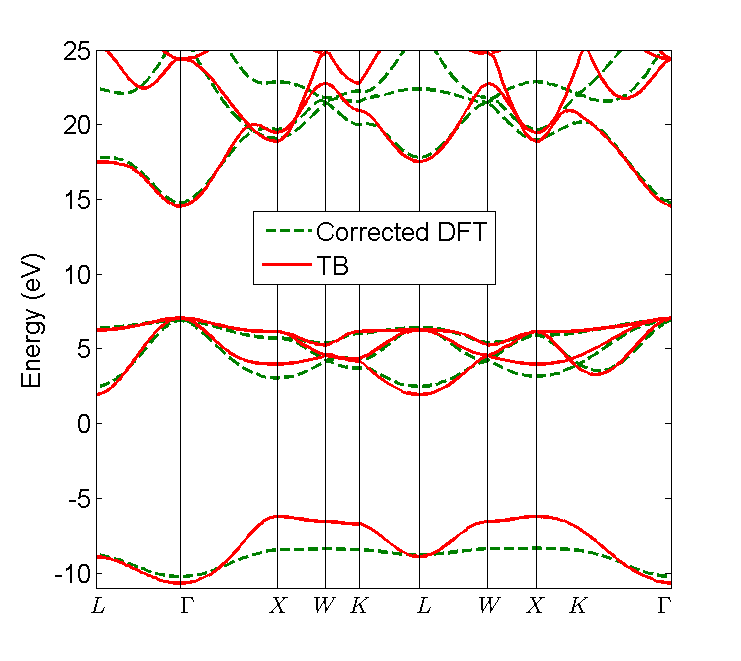 25
20
15
10
5
0
-5
-10
Energy (eV)
Corrected DFT
TB
L Γ X W K L W X K Γ